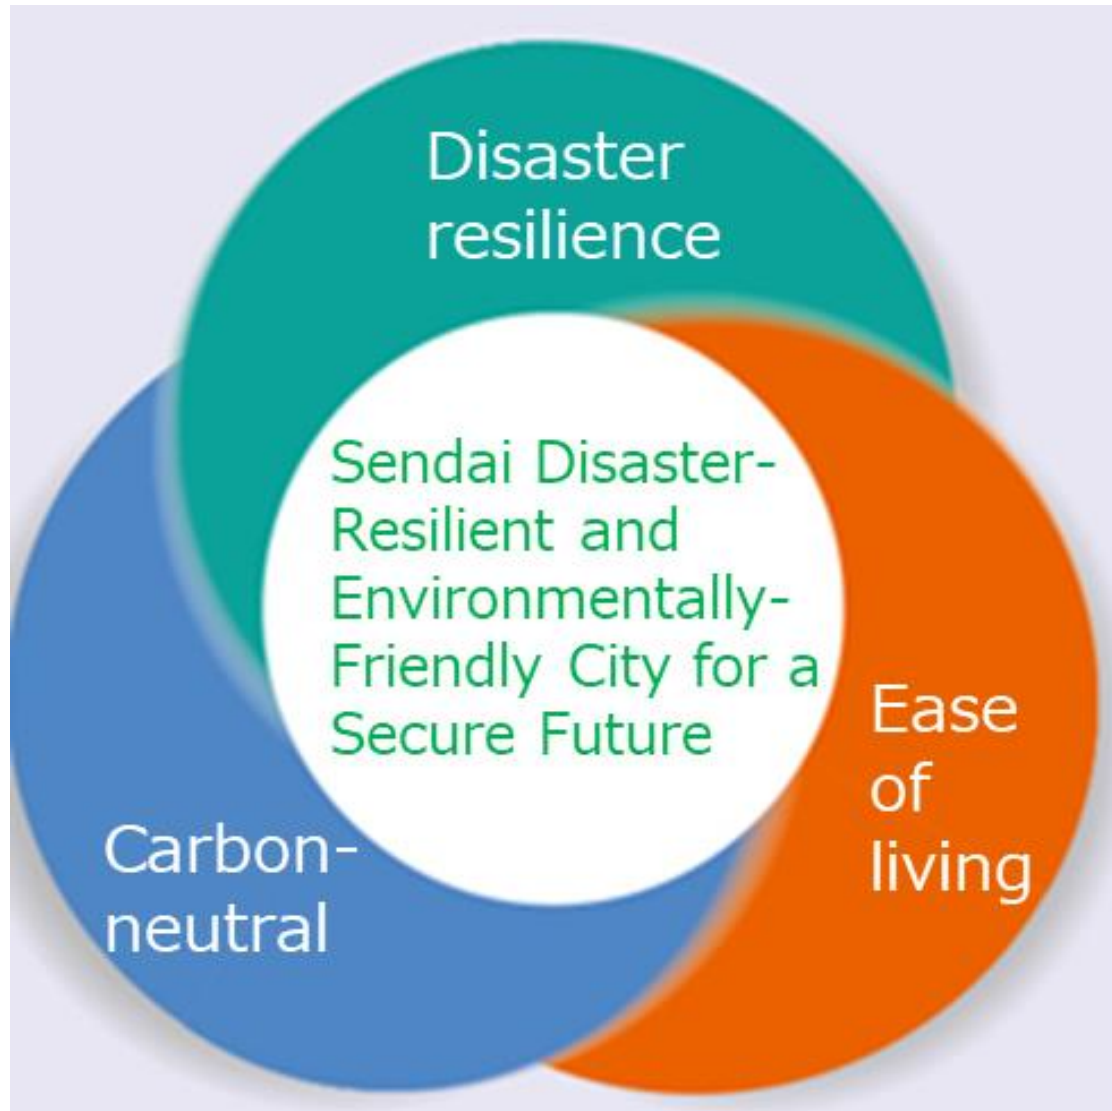 Disaster
resilience
Sendai Disaster-
Resilient and
Environmentally-
Friendly City for a
Secure Future
Ease
of
living
Carbon-
neutral